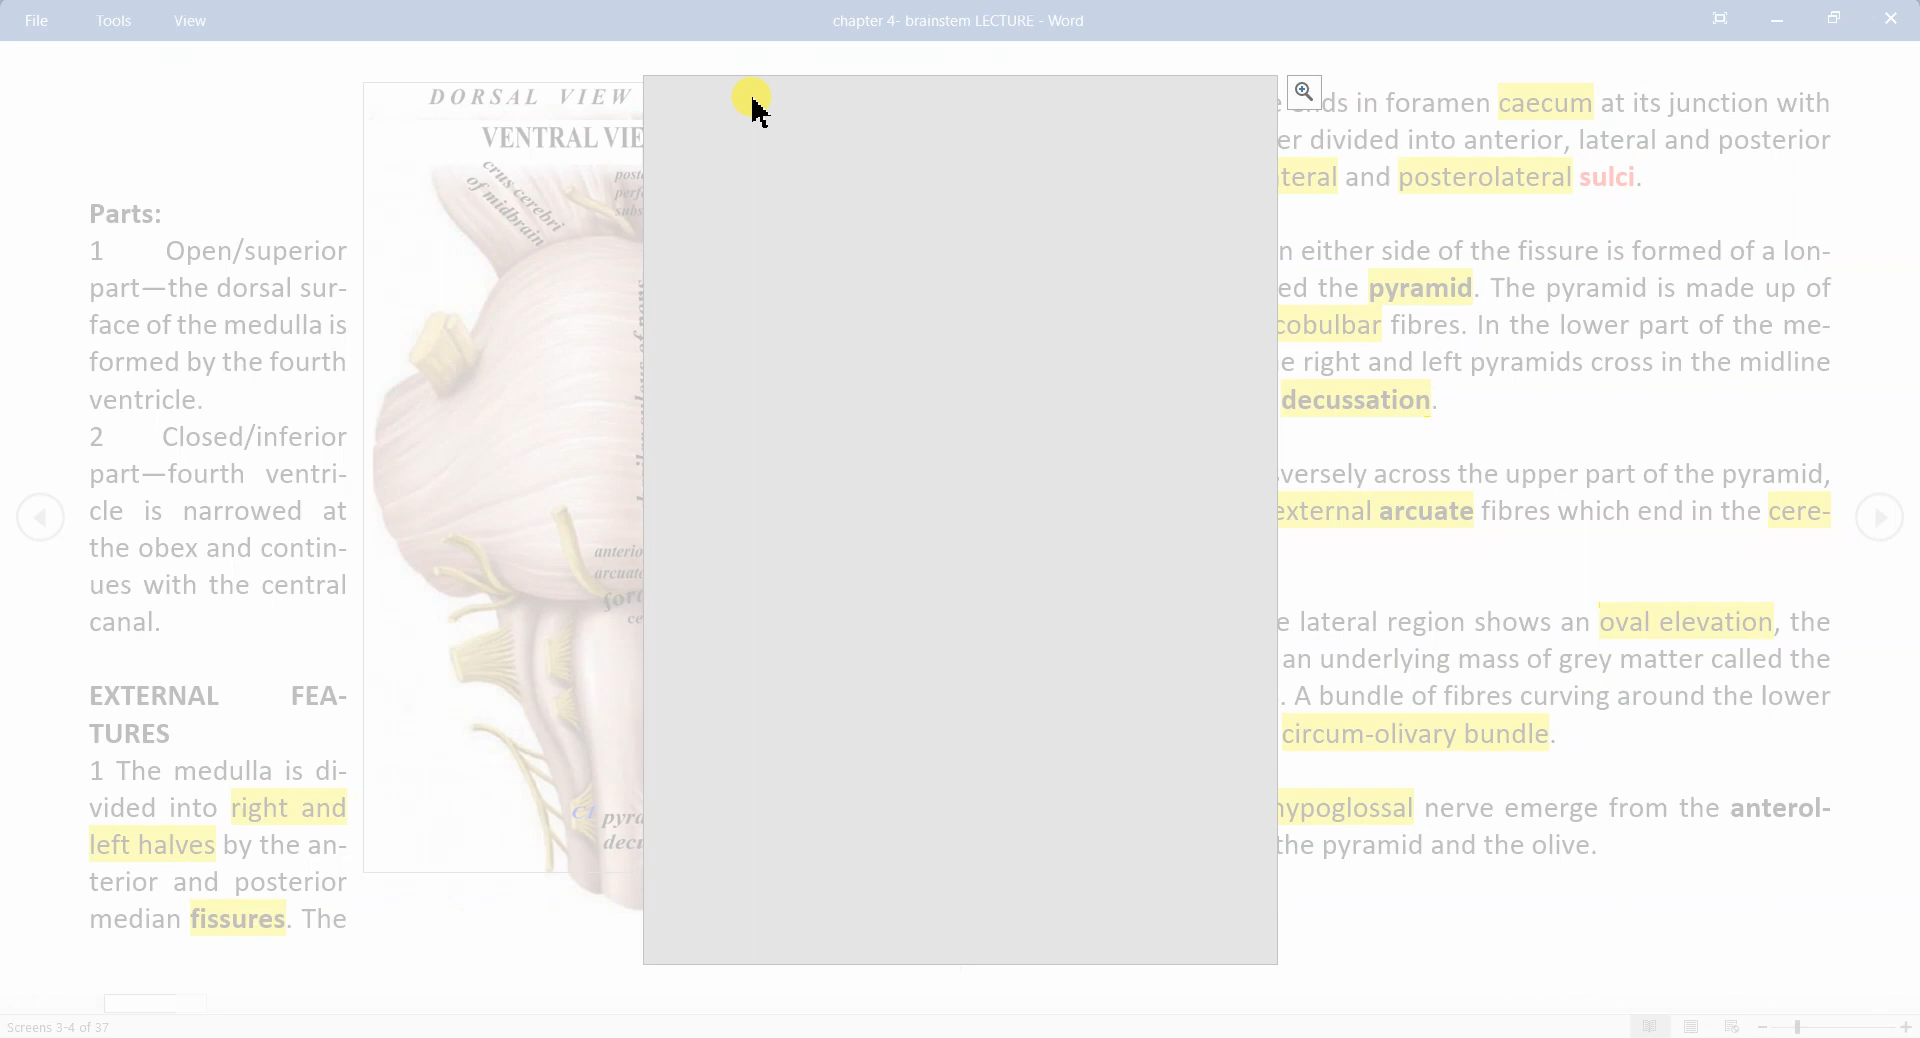 File Tools View chapter 4- brainstem LECTURE - Word
Parts:
1 Open/superior
part—the dorsal sur-
face of the medulla is
formed by the fourth
ventricle.
2 Closed/inferior
part—fourth ventri-
cle is narrowed at
the obex and contin-
ues with the central
canal.
EXTERNAL FEA-
TURES
1 The medulla is di-
vided into right and
left halves by the an-
terior and posterior
median fissures. The
DORSAL VIEW
VENTRAL VIE
crus cerebri
of midbrain
C1
in foramen caecum at its junction with
divided into anterior, lateral and posterior
and posterolateral sulci.
either side of the fissure is formed of a lon-
the pyramid. The pyramid is made up of
fibres. In the lower part of the me-
right and left pyramids cross in the midline
decussation.
across the upper part of the pyramid,
external arcuate fibres which end in the cere-
lateral region shows an oval elevation, the
an underlying mass of grey matter called the
. A bundle of fibres curving around the lower
circum-olivary bundle.
hypoglossal nerve emerge from the anterol-
the pyramid and the olive.
Screens 3-4 of 37